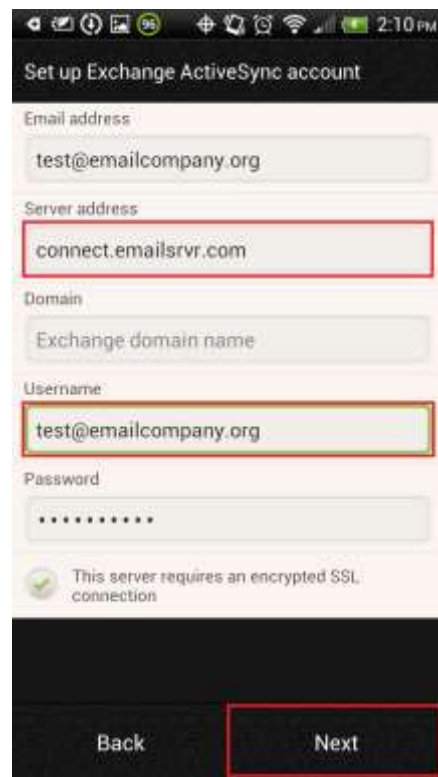 96 2:10 PM
Set up Exchange ActiveSync account
Email address
test@emailcompany.org
Server address
connect.emailsrvr.com
Domain
Exchange domain name
Username
test@emailcompany.org
Password
••••••••••
This server requires an encrypted SSL
connection
Back Next